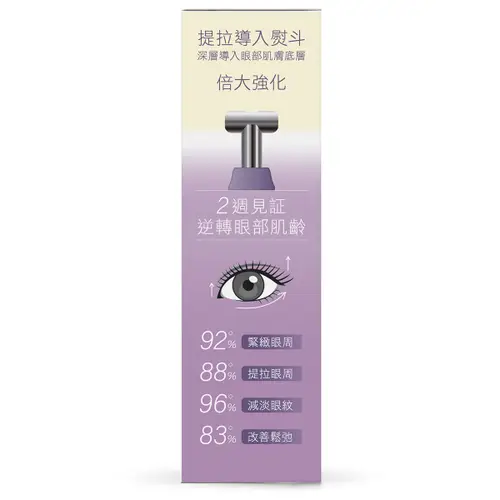 提拉導入熨斗
深層導入眼部肌膚底層
倍大強化
2週見証
逆轉眼部肌齡
92°% 緊緻眼周
88°% 提拉眼周
96°% 減淡眼紋
83°% 改善鬆弛